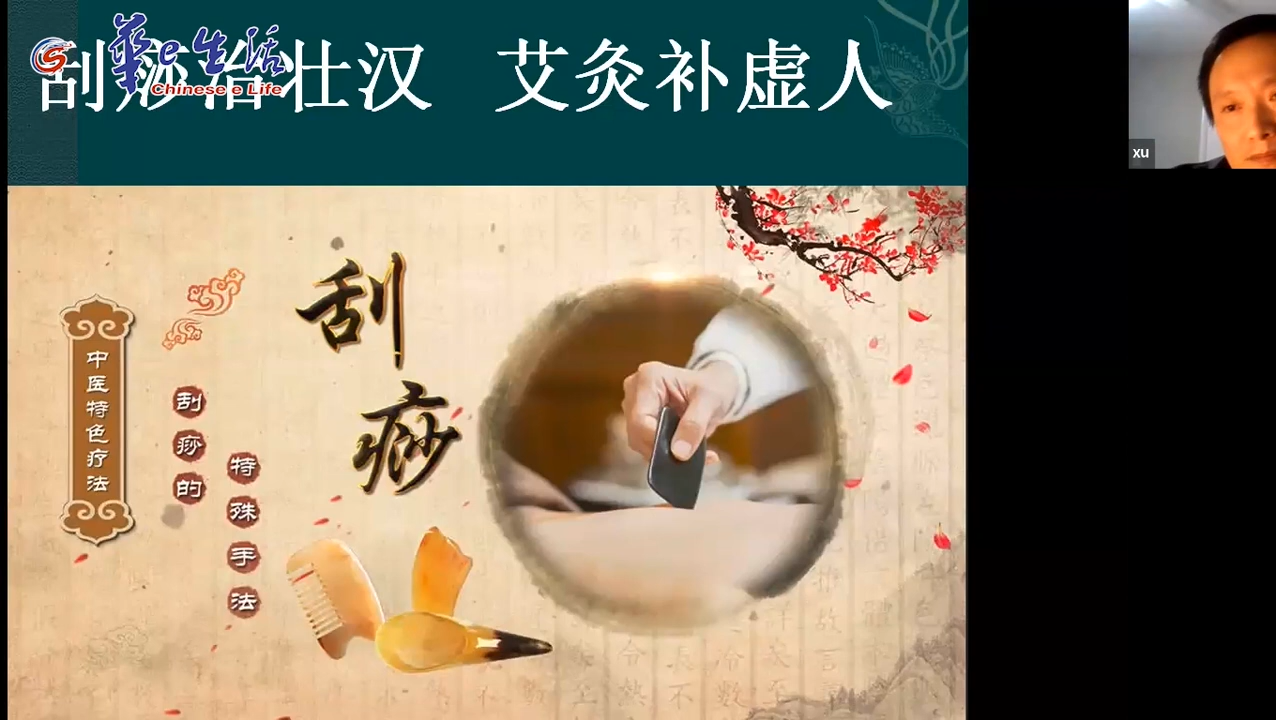 刮痧治壮汉 艾灸补虚人
華e生活
Chinese e Life
xu
刮痧
中医特色疗法
刮痧的
特殊手法